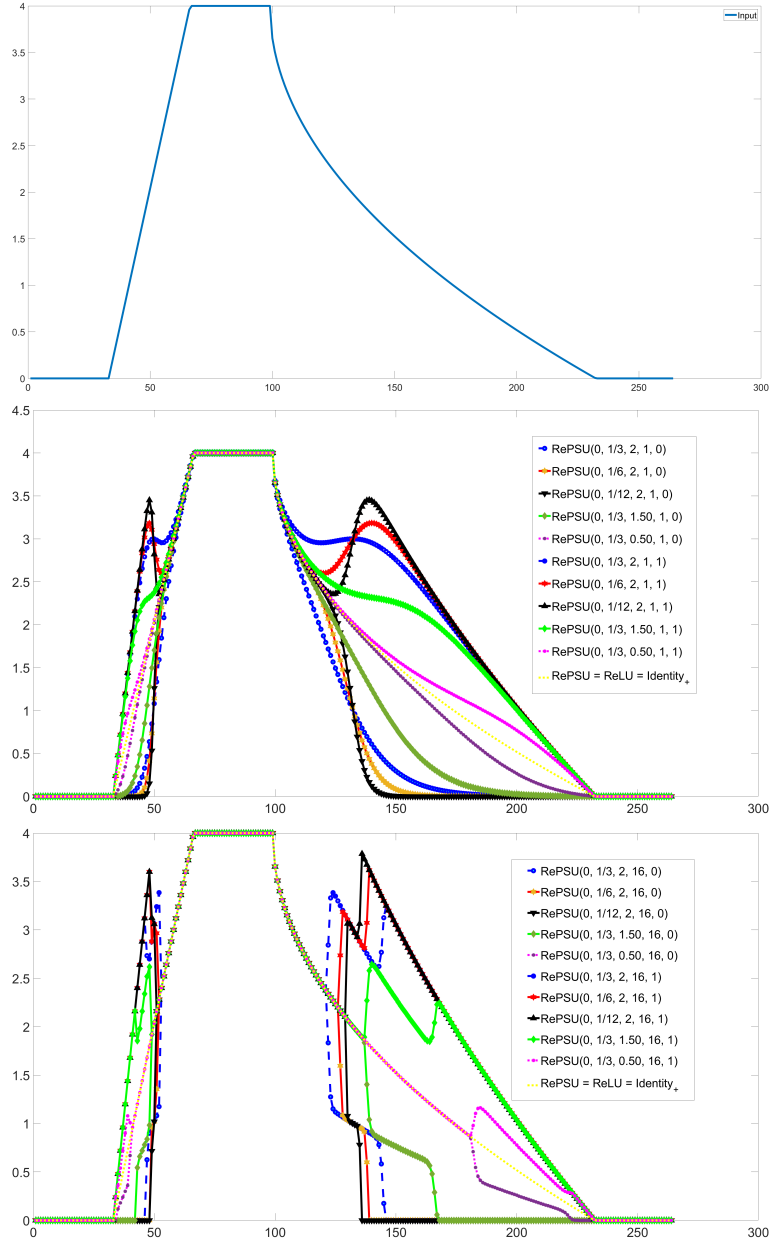 4
3.5
3
2.5
2
1.5
1
0.5
0
50
100
150
200
250
300
Input
4.5
4
3.5
3
2.5
2
1.5
1
0.5
0
0
50
100
150
200
250
300
RePSU(0, 1/3, 2, 1, 0)
RePSU(0, 1/6, 2, 1, 0)
RePSU(0, 1/12, 2, 1, 0)
RePSU(0, 1/3, 1.50, 1, 0)
RePSU(0, 1/3, 0.50, 1, 0)
RePSU(0, 1/3, 2, 1, 1)
RePSU(0, 1/6, 2, 1, 1)
RePSU(0, 1/12, 2, 1, 1)
RePSU(0, 1/3, 1.50, 1, 1)
RePSU(0, 1/3, 0.50, 1, 1)
RePSU = ReLU = Identity+
4
3.5
3
2.5
2
1.5
1
0.5
0
0
50
100
150
200
250
300
RePSU(0, 1/3, 2, 16, 0)
RePSU(0, 1/6, 2, 16, 0)
RePSU(0, 1/12, 2, 16, 0)
RePSU(0, 1/3, 1.50, 16, 0)
RePSU(0, 1/3, 0.50, 16, 0)
RePSU(0, 1/3, 2, 16, 1)
RePSU(0, 1/6, 2, 16, 1)
RePSU(0, 1/12, 2, 16, 1)
RePSU(0, 1/3, 1.50, 16, 1)
RePSU(0, 1/3, 0.50, 16, 1)
RePSU = ReLU = Identity+